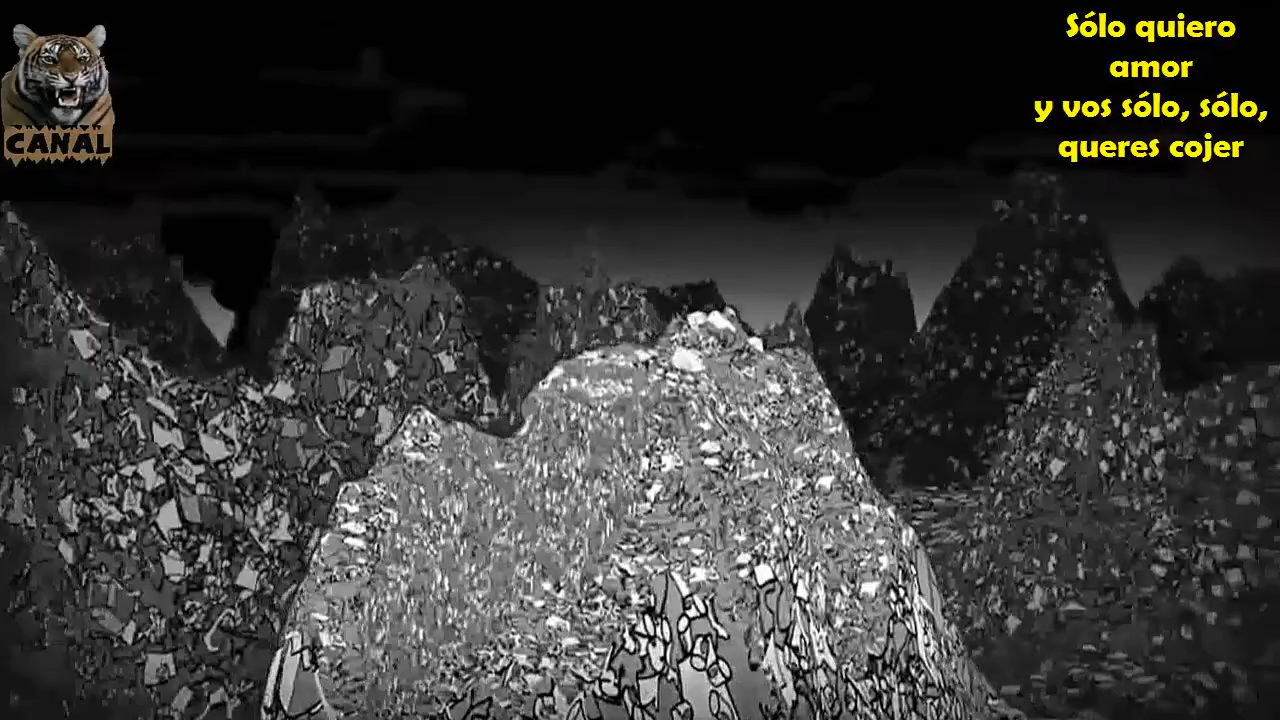 Sólo quiero
amor
y vos sólo, sólo,
queres cojer
CANAL